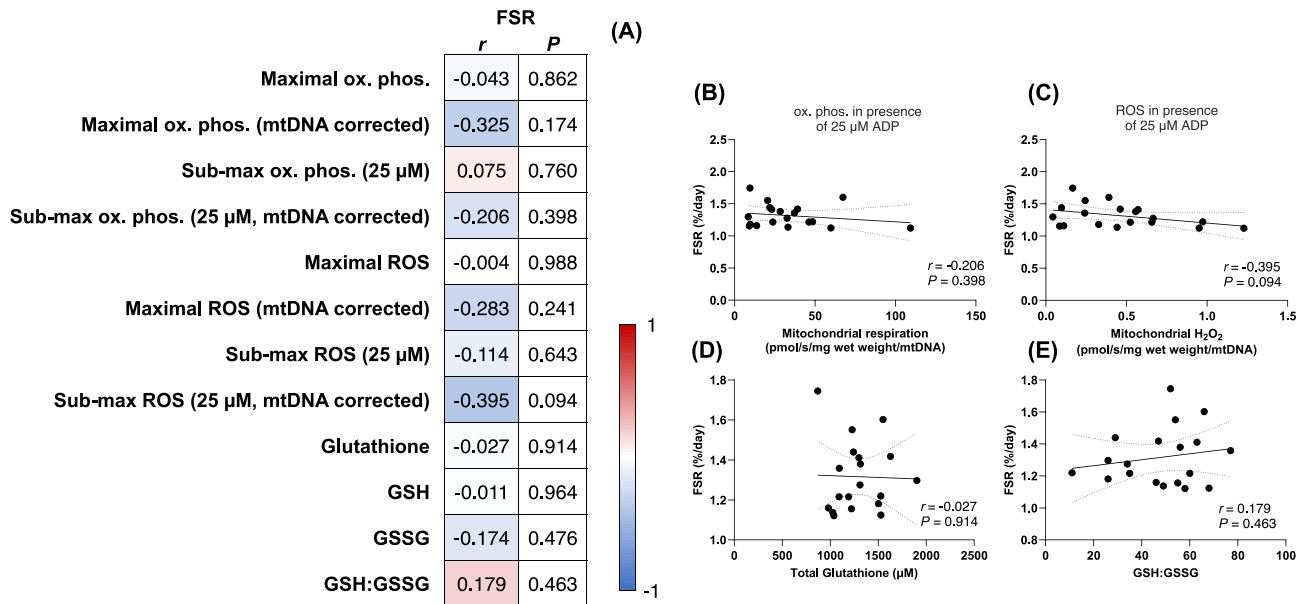 FSR
r P
(A)
Maximal ox. phos. -0.043 0.862
Maximal ox. phos. (mtDNA corrected) -0.325 0.174
Sub-max ox. phos. (25 µM) 0.075 0.760
Sub-max ox. phos. (25 µM, mtDNA corrected) -0.206 0.398
Maximal ROS -0.004 0.988
Maximal ROS (mtDNA corrected) -0.283 0.241
Sub-max ROS (25 µM) -0.114 0.643
Sub-max ROS (25 µM, mtDNA corrected) -0.395 0.094
Glutathione -0.027 0.914
GSH -0.011 0.964
GSSG -0.174 0.476
GSH:GSSG 0.179 0.463
1
-1
(B)
ox. phos. in presence
of 25 µM ADP
2.5
2.0
1.5
1.0
0.5
0.0
FSR (%/day)
r = -0.206
P = 0.398
0 50 100 150
Mitochondrial respiration
(pmol/s/mg wet weight/mtDNA)
(C)
ROS in presence
of 25 µM ADP
2.5
2.0
1.5
1.0
0.5
0.0
FSR (%/day)
r = -0.395
P = 0.094
0.0 0.5 1.0 1.5
Mitochondrial H₂O₂
(pmol/s/mg wet weight/mtDNA)
(D)
1.8
1.6
1.4
1.2
1.0
FSR (%/day)
r = -0.027
P = 0.914
0 500 1000 1500 2000 2500
Total Glutathione (µM)
(E)
1.8
1.6
1.4
1.2
1.0
0.8
FSR (%/day)
r = 0.179
P = 0.463
0 20 40 60 80 100
GSH:GSSG